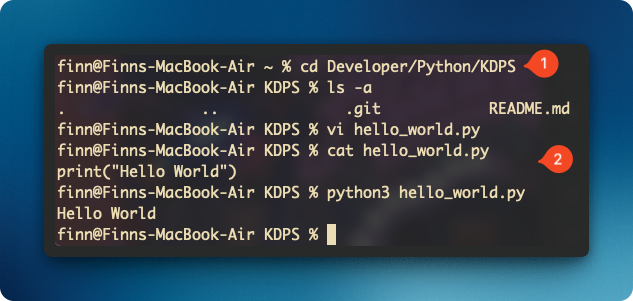 finn@Finns-MacBook-Air ~ % cd Developer/Python/KDPS 1
finn@Finns-MacBook-Air KDPS % ls -a
. .. .git README.md
finn@Finns-MacBook-Air KDPS % vi hello_world.py
finn@Finns-MacBook-Air KDPS % cat hello_world.py 2
print("Hello World")
finn@Finns-MacBook-Air KDPS % python3 hello_world.py
Hello World
finn@Finns-MacBook-Air KDPS %